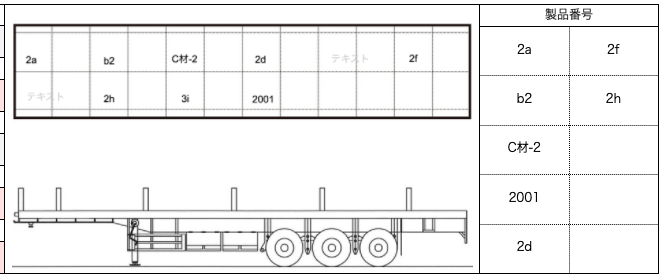 製品番号
2a b2 C材-2 2d テキスト 2f
テキスト 2h 3i 2001
2a 2f
b2 2h
C材-2
2001
2d